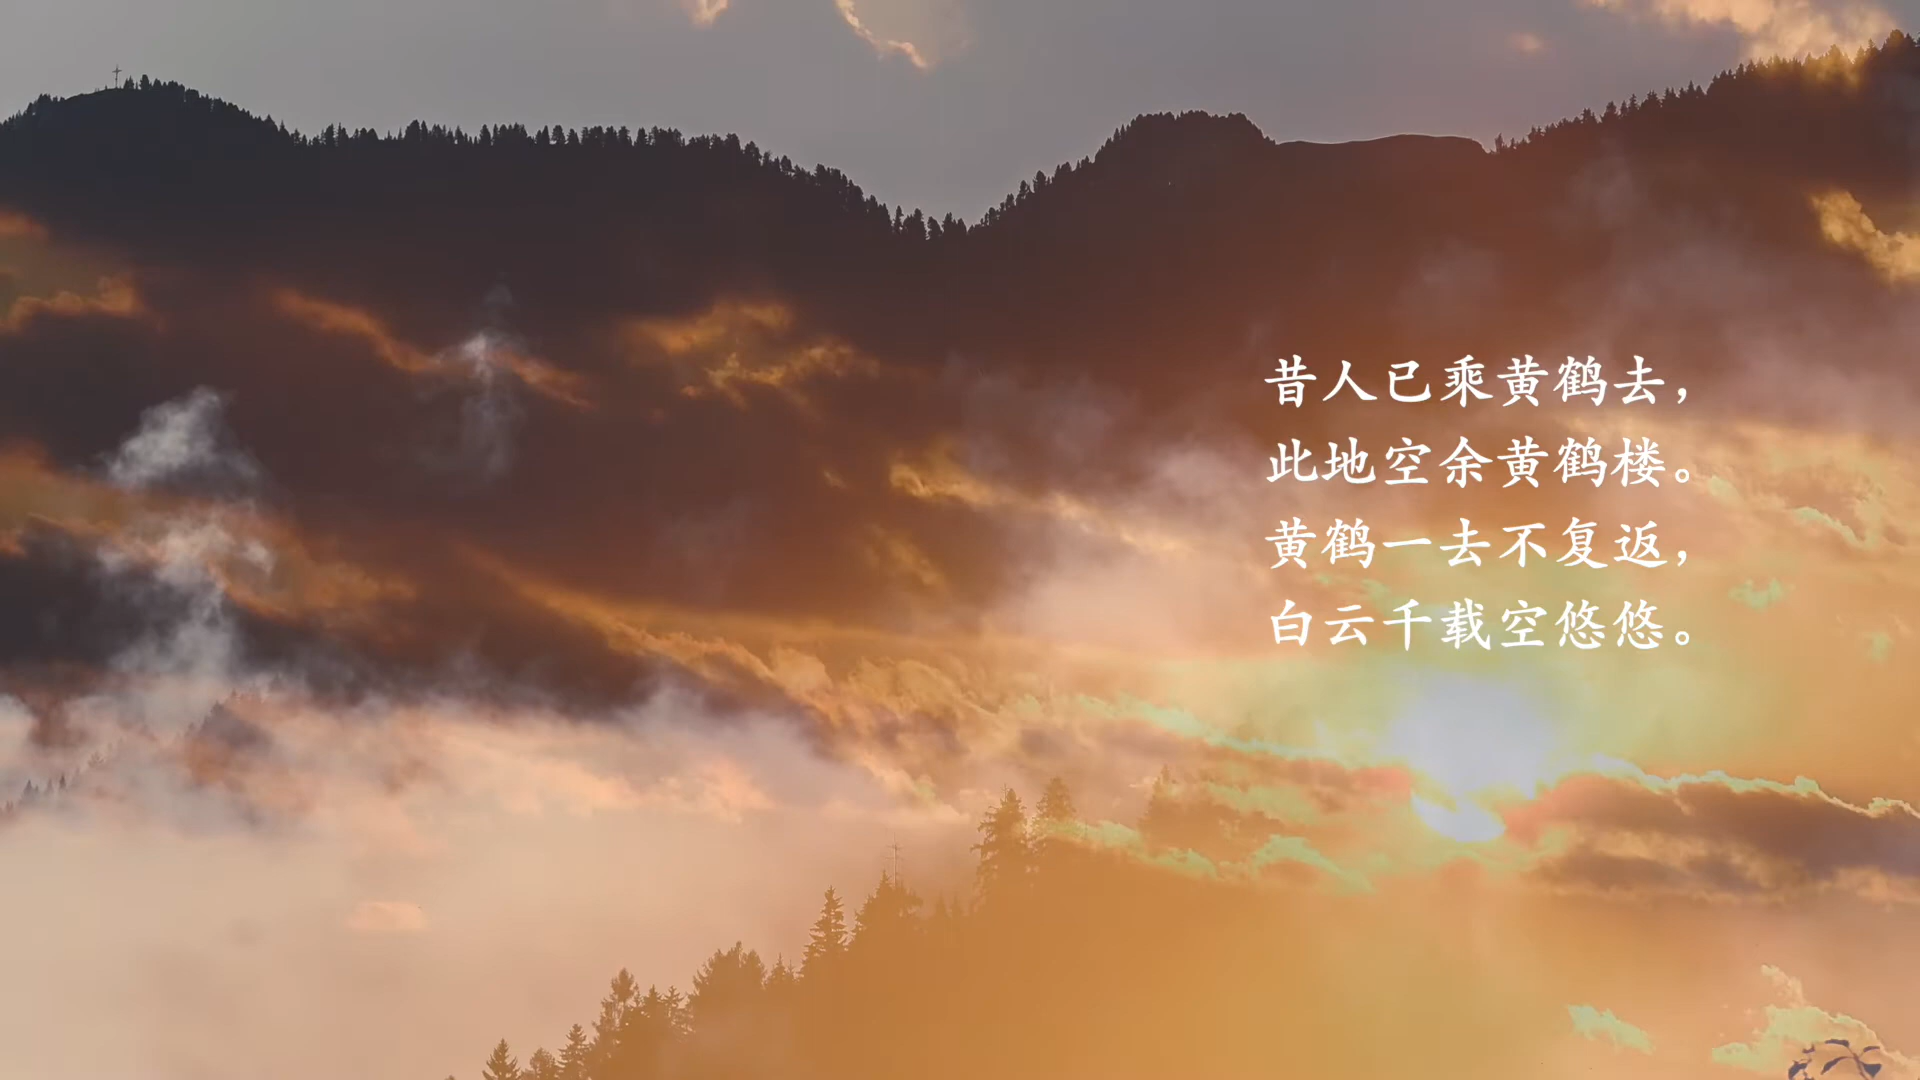 昔人已乘黄鹤去，
此地空余黄鹤楼。
黄鹤一去不复返，
白云千载空悠悠。